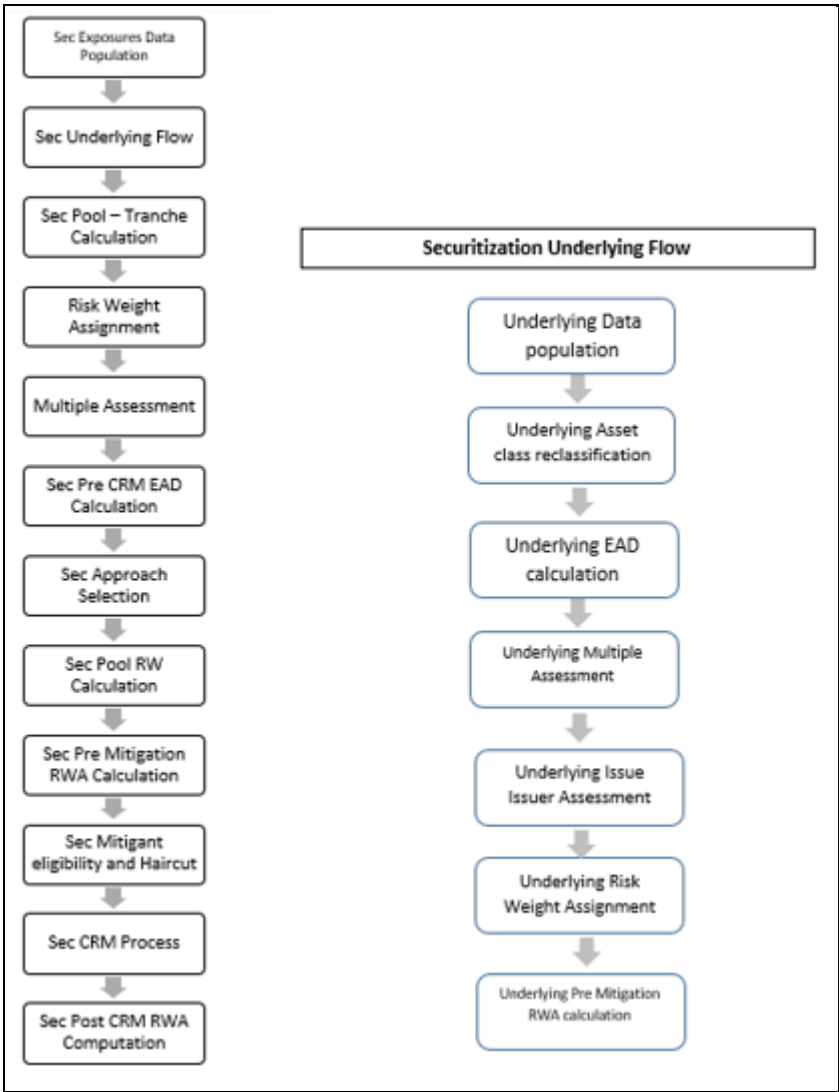 Sec Exposures Data
Population
Sec Underlying Flow
Sec Pool – Tranche
Calculation
Risk Weight
Assignment
Multiple Assessment
Sec Pre CRM EAD
Calculation
Sec Approach
Selection
Sec Pool RW
Calculation
Sec Pre Mitigation
RWA Calculation
Sec Mitigant
eligibility and Haircut
Sec CRM Process
Sec Post CRM RWA
Computation
Securitization Underlying Flow
Underlying Data
population
Underlying Asset
class reclassification
Underlying EAD
calculation
Underlying Multiple
Assessment
Underlying Issue
Issuer Assessment
Underlying Risk
Weight Assignment
Underlying Pre Mitigation
RWA calculation